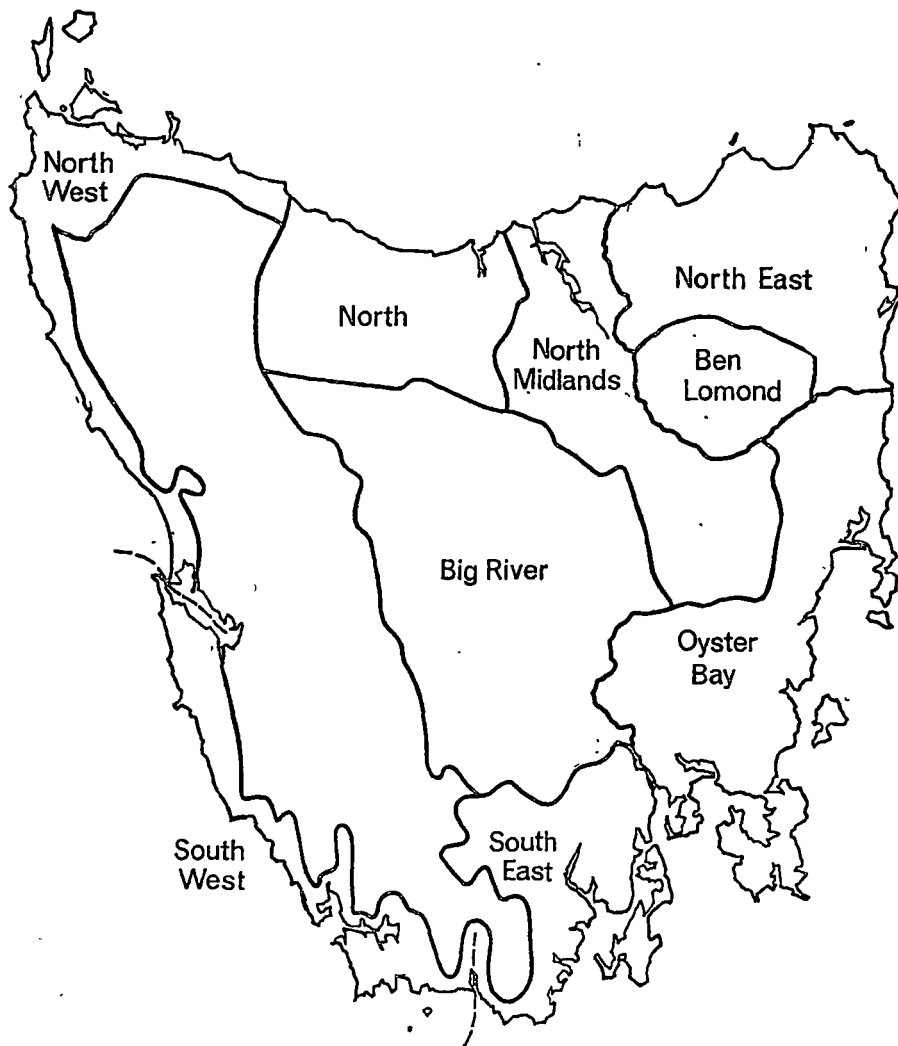 North
West
North
North East
North
Midlands
Ben
Lomond
Big River
Oyster
Bay
South
West
South
East